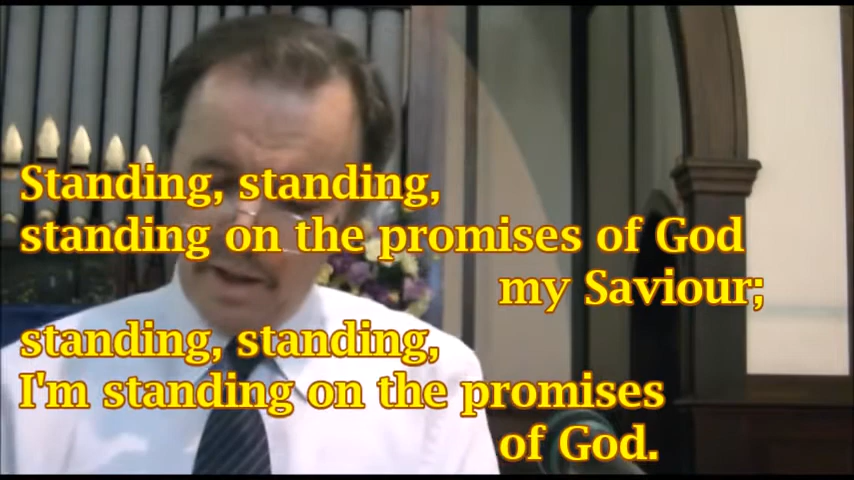 Standing, standing,
standing on the promises of God
my Saviour;
standing, standing,
I'm standing on the promises
of God.